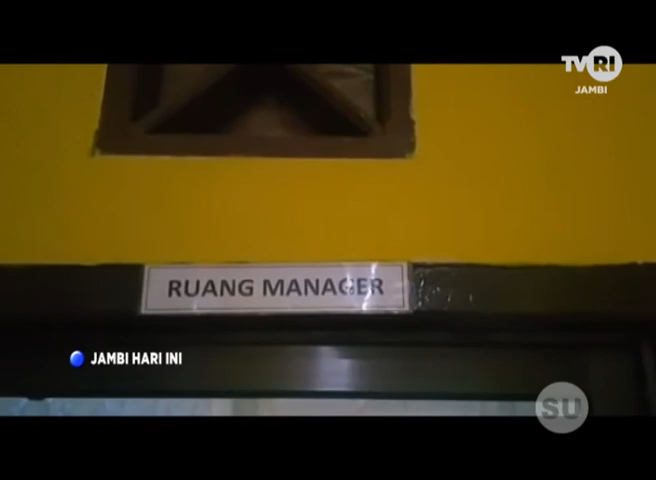 TVRI
JAMBI
RUANG MANAGER
JAMBI HARI INI
SU